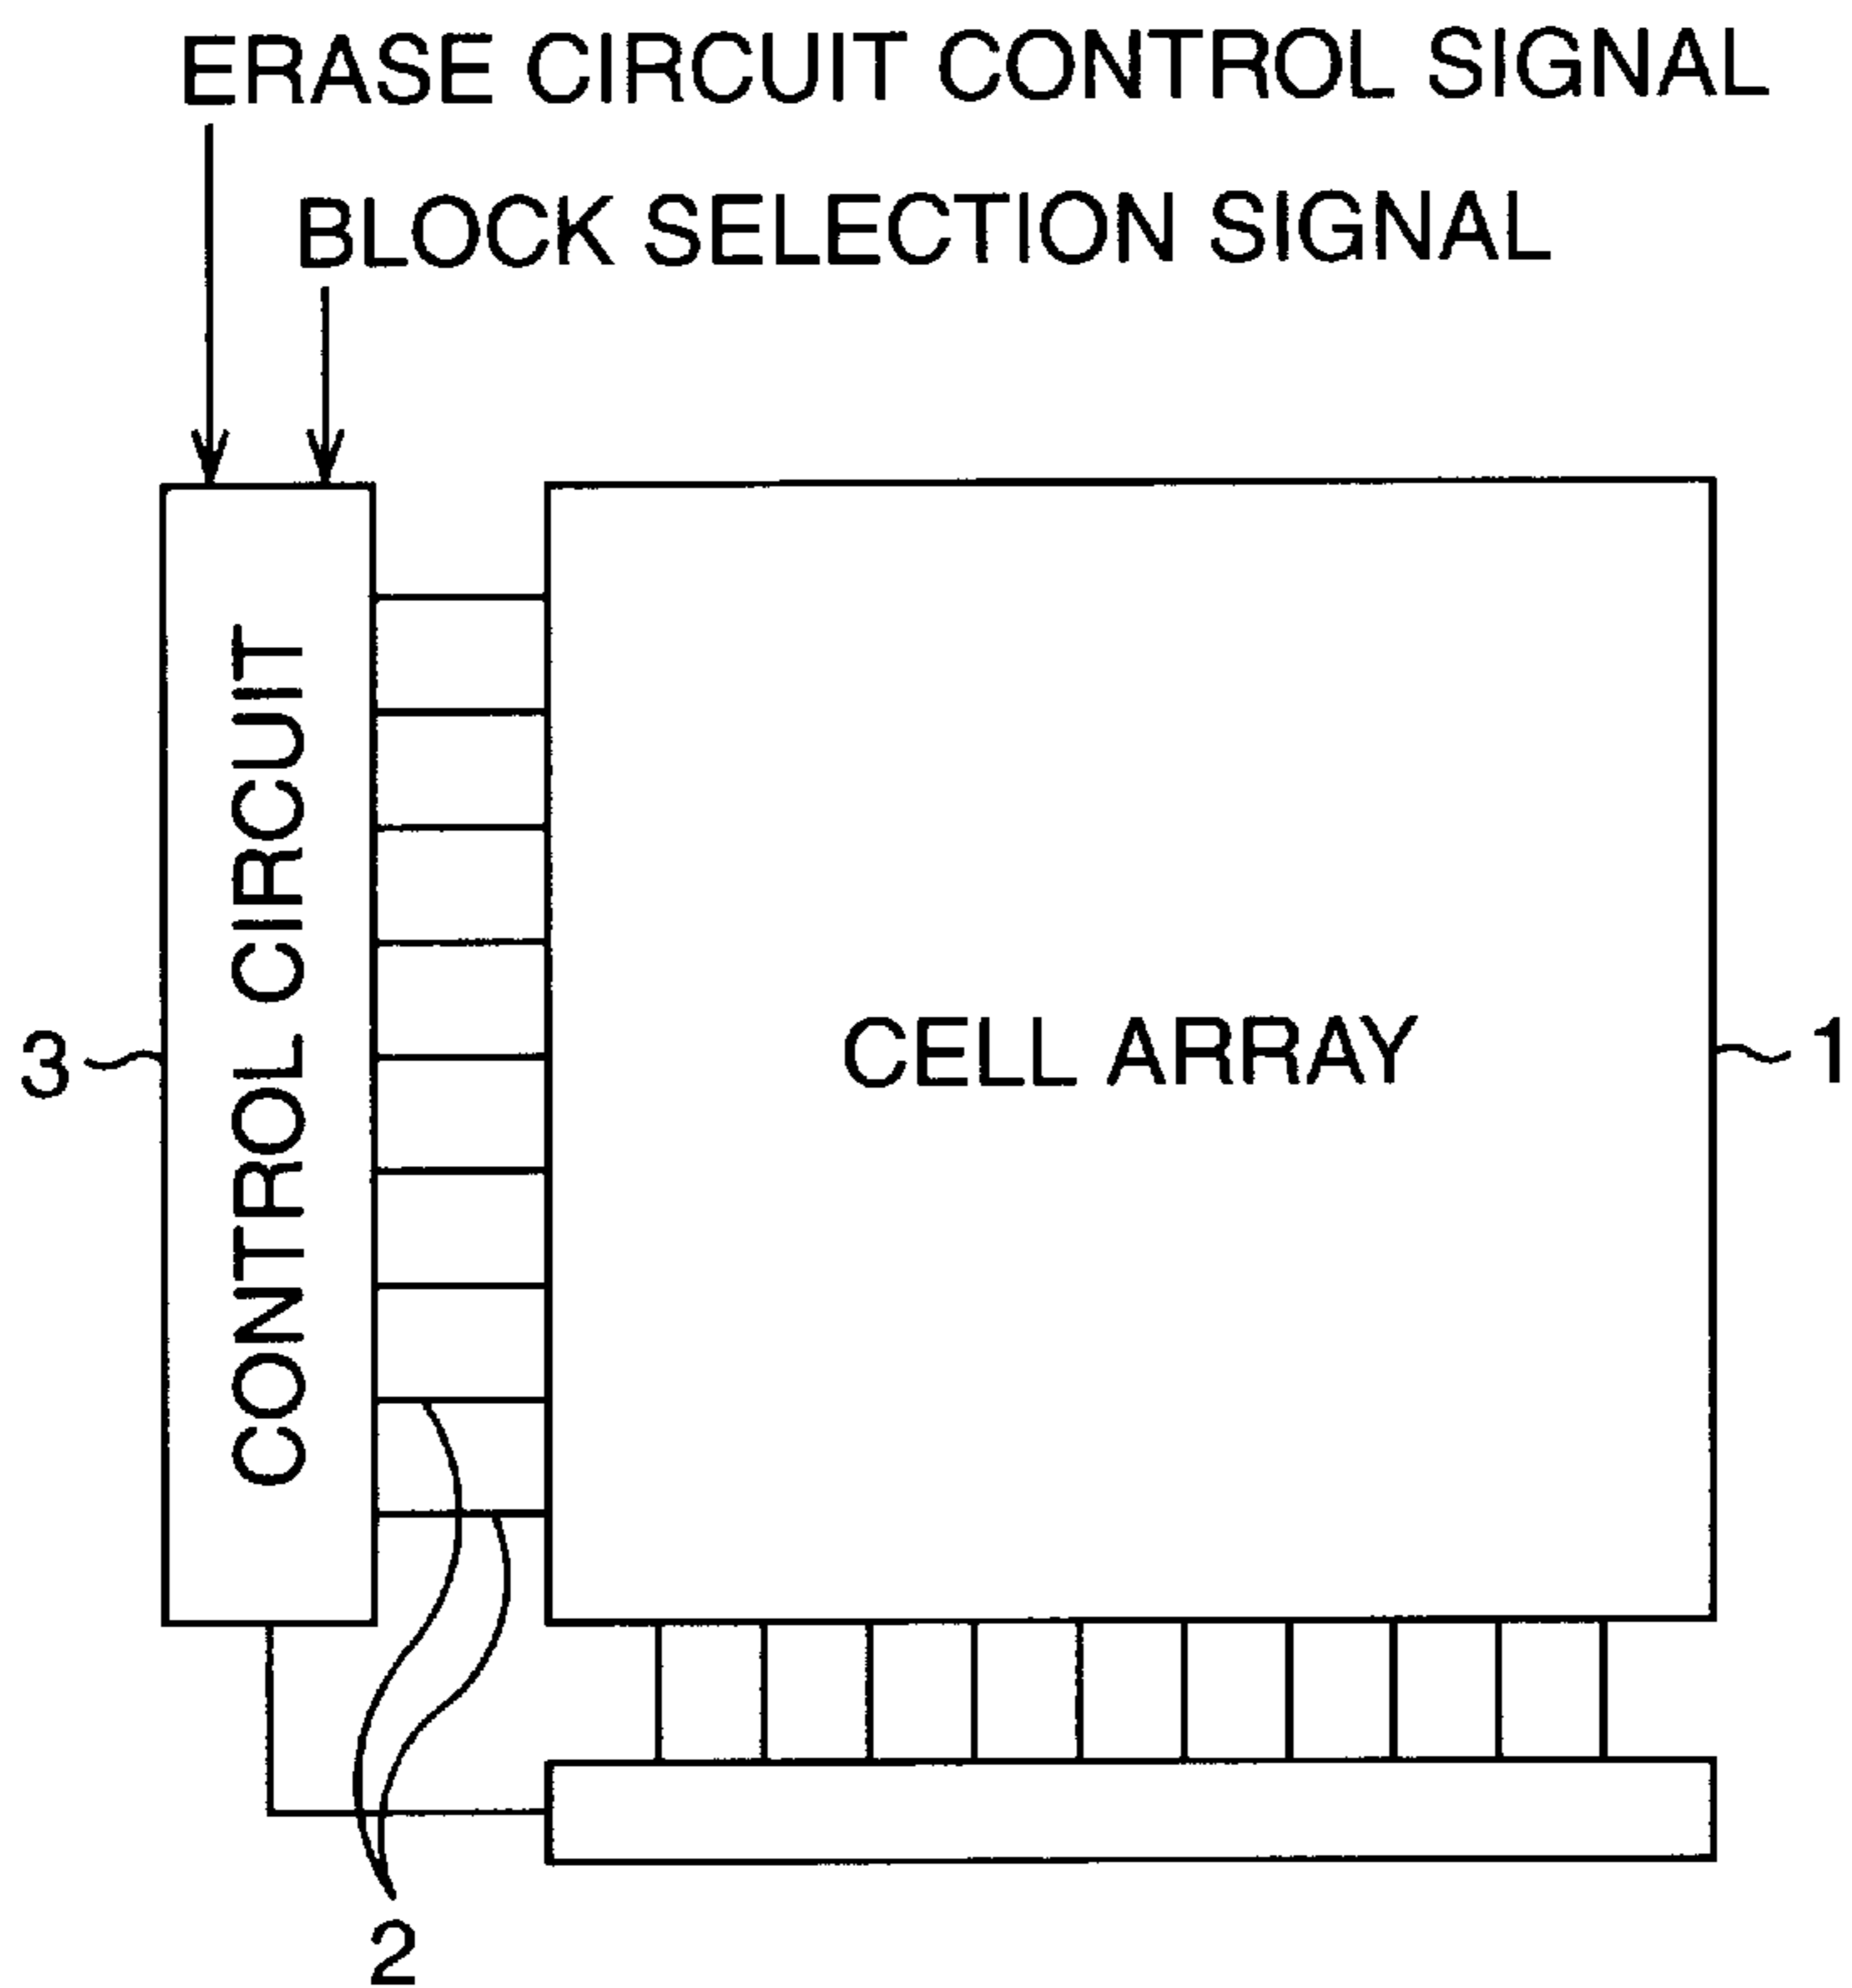 ERASE CIRCUIT CONTROL SIGNAL
BLOCK SELECTION SIGNAL
CONTROL CIRCUIT
CELL ARRAY
3
1
2